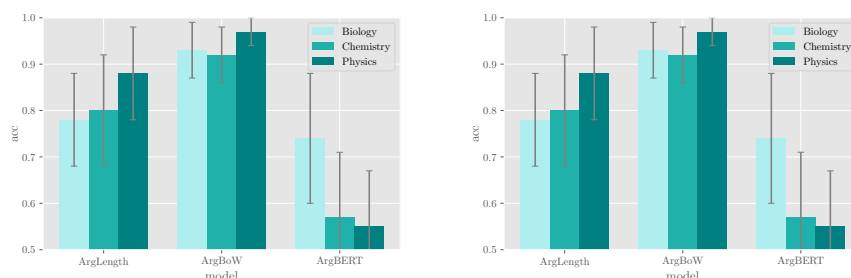 1.0
0.9
0.8
0.7
0.6
0.5
acc
ArgLength ArgBoW ArgBERT
model
Biology
Chemistry
Physics
1.0
0.9
0.8
0.7
0.6
0.5
acc
ArgLength ArgBoW ArgBERT
model
Biology
Chemistry
Physics